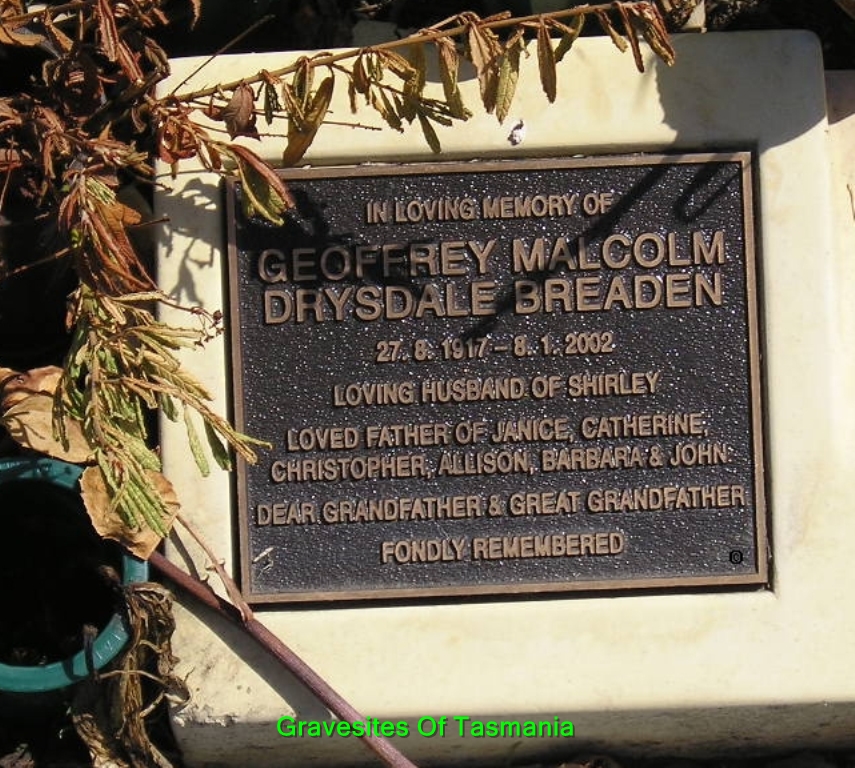 IN LOVING MEMORY OF
GEOFFREY MALCOLM
DRYSDALE BREADEN
27. 8. 1917 – 8. 1. 2002
LOVING HUSBAND OF SHIRLEY
LOVED FATHER OF JANICE, CATHERINE,
CHRISTOPHER, ALLISON, BARBARA & JOHN
DEAR GRANDFATHER & GREAT GRANDFATHER
FONDLY REMEMBERED
Gravesites Of Tasmania